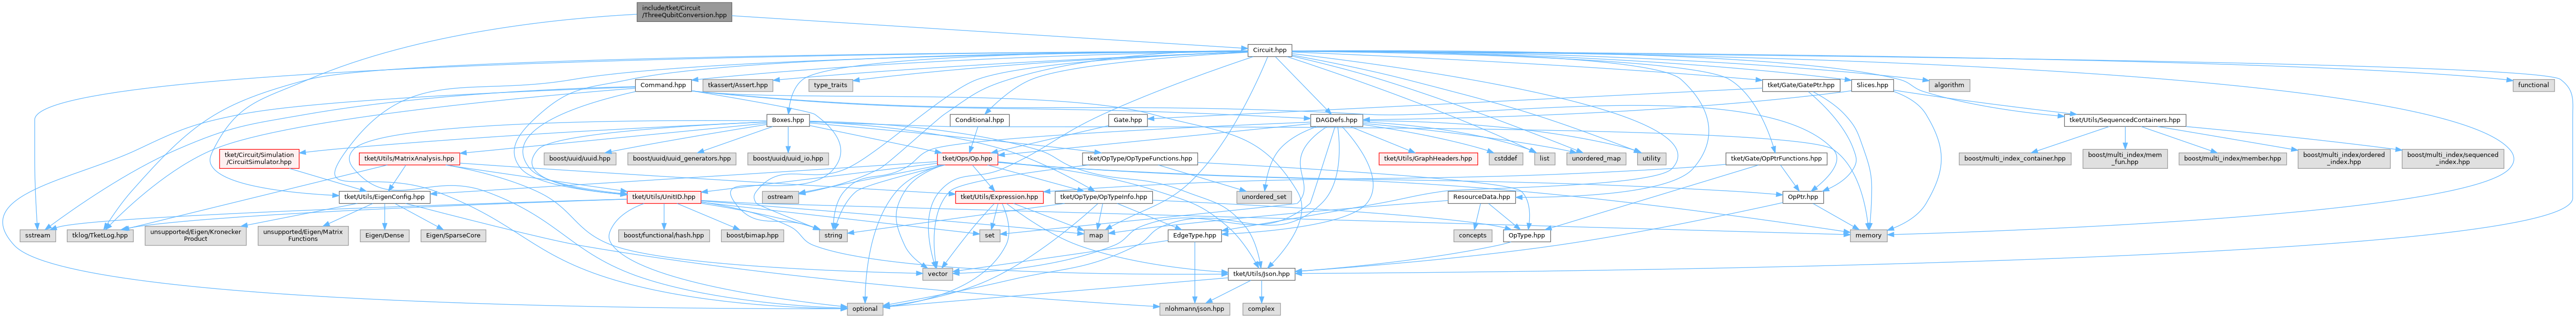 include/tket/Circuit
/ThreeQubitConversion.hpp
Circuit.hpp
Command.hpp
tkassert/Assert.hpp
type_traits
tket/Gate/GatePtr.hpp
Slices.hpp
algorithm
functional
Boxes.hpp
Conditional.hpp
Gate.hpp
DAGDefs.hpp
tket/Utils/SequencedContainers.hpp
tket/Circuit/Simulation
/CircuitSimulator.hpp
tket/Utils/MatrixAnalysis.hpp
boost/uuid/uuid.hpp
boost/uuid/uuid_generators.hpp
boost/uuid/uuid_io.hpp
tket/Ops/Op.hpp
tket/OpType/OpTypeFunctions.hpp
tket/Utils/GraphHeaders.hpp
cstddef
list
unordered_map
utility
tket/Gate/OpPtrFunctions.hpp
boost/multi_index_container.hpp
boost/multi_index/mem
_fun.hpp
boost/multi_index/member.hpp
boost/multi_index/ordered
_index.hpp
boost/multi_index/sequenced
_index.hpp
tket/Utils/EigenConfig.hpp
tket/Utils/UnitID.hpp
ostream
tket/Utils/Expression.hpp
tket/OpType/OpTypeInfo.hpp
unordered_set
ResourceData.hpp
OpPtr.hpp
sstream
tklog/TketLog.hpp
unsupported/Eigen/Kronecker
Product
unsupported/Eigen/Matrix
Functions
Eigen/Dense
Eigen/SparseCore
boost/functional/hash.hpp
boost/bimap.hpp
string
set
map
EdgeType.hpp
concepts
OpType.hpp
memory
vector
tket/Utils/Json.hpp
optional
nlohmann/json.hpp
complex